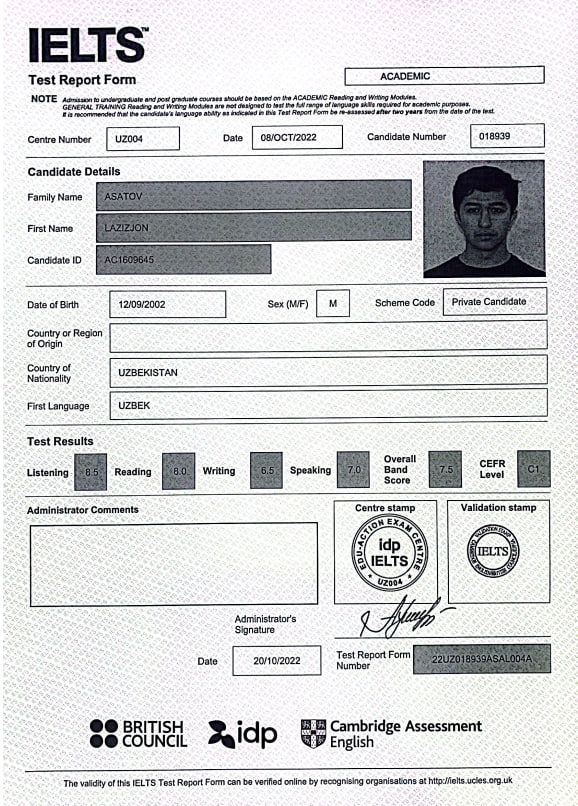 IELTS™
Test Report Form
ACADEMIC
NOTE Admission to undergraduate and post graduate courses should be based on the ACADEMIC Reading and Writing Modules.
GENERAL TRAINING Reading and Writing Modules are not designed to test the full range of language skills required for academic purposes.
It is recommended that the candidate's language ability as indicated in this Test Report Form be re-assessed after two years from the date of the test.
Centre Number UZ004 Date 08/OCT/2022 Candidate Number 018939
Candidate Details
Family Name ASATOV
First Name LAZIZJON
Candidate ID AC1609645
Date of Birth 12/09/2002 Sex (M/F) M Scheme Code Private Candidate
Country or Region
of Origin
Country of
Nationality UZBEKISTAN
First Language UZBEK
Test Results
Listening 8.5 Reading 8.0 Writing 6.5 Speaking 7.0 Overall Band Score 7.5 CEFR Level C1
Administrator Comments
Centre stamp
Validation stamp
EDU-ACTION EXAM CENTRE
idp
IELTS
UZ004
IELTS
Administrator's
Signature
Date 20/10/2022
Test Report Form
Number 22UZ018939ASAL004A
BRITISH
COUNCIL
idp
Cambridge Assessment
English
The validity of this IELTS Test Report Form can be verified online by recognising organisations at http://ielts.ucles.org.uk